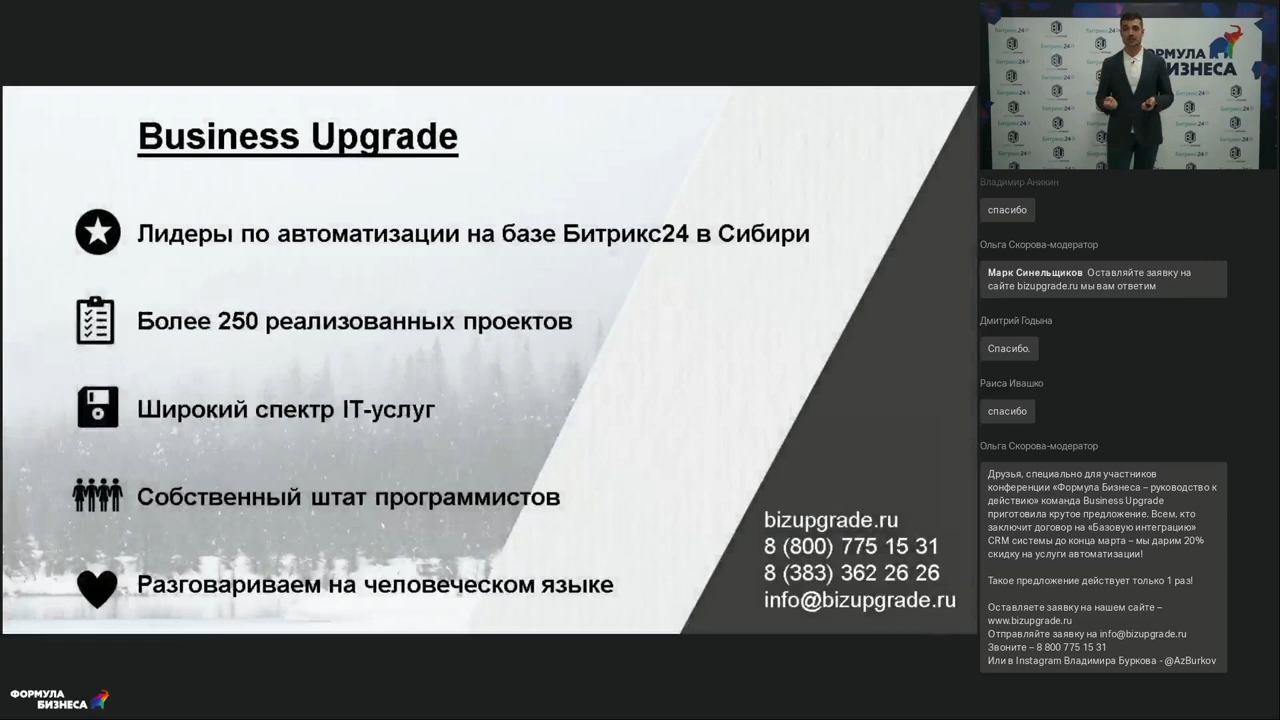 Business Upgrade
Лидеры по автоматизации на базе Битрикс24 в Сибири
Более 250 реализованных проектов
Широкий спектр IT-услуг
Собственный штат программистов
Разговариваем на человеческом языке
bizupgrade.ru
8 (800) 775 15 31
8 (383) 362 26 26
info@bizupgrade.ru
ФОРМУЛА
БИЗНЕСА
Битрикс24
Владимир Аникин
спасибо
Ольга Скорова-модератор
Марк Синельщиков Оставляйте заявку на
сайте bizupgrade.ru мы вам ответим
Дмитрий Годына
Спасибо.
Раиса Ивашко
спасибо
Ольга Скорова-модератор
Друзья, специально для участников
конференции «Формула Бизнеса – руководство к
действию» команда Business Upgrade
приготовила крутое предложение. Всем, кто
заключит договор на «Базовую интеграцию»
CRM системы до конца марта – мы дарим 20%
скидку на услуги автоматизации!
Такое предложение действует только 1 раз!
Оставляете заявку на нашем сайте –
www.bizupgrade.ru
Отправляйте заявку на info@bizupgrade.ru
Звоните – 8 800 775 15 31
Или в Instagram Владимира Буркова - @AzBurkov